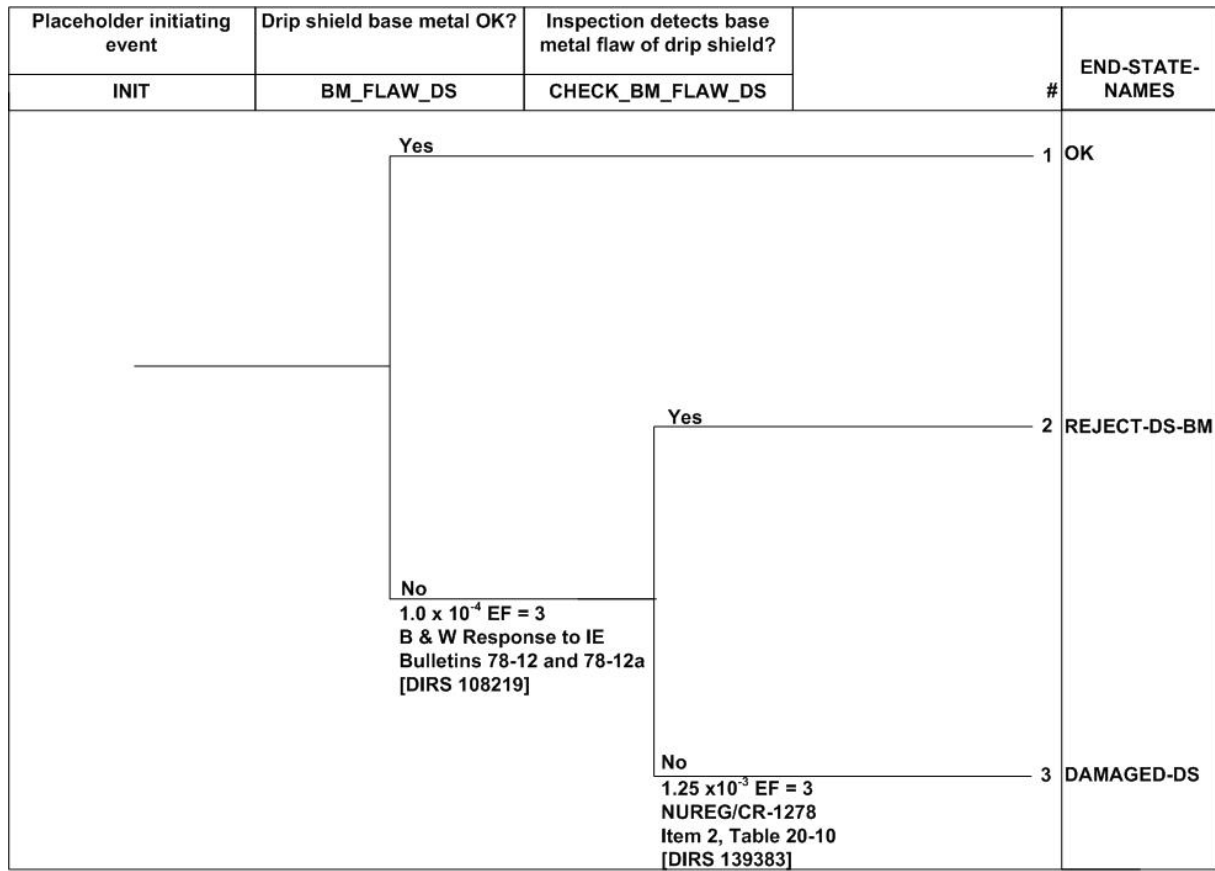 Placeholder initiating
event
Drip shield base metal OK?
Inspection detects base
metal flaw of drip shield?
INIT
BM_FLAW_DS
CHECK_BM_FLAW_DS
#
END-STATE-
NAMES
Yes
1 OK
Yes
2 REJECT-DS-BM
No
1.0 x 10⁻⁴ EF = 3
B & W Response to IE
Bulletins 78-12 and 78-12a
[DIRS 108219]
No
3 DAMAGED-DS
1.25 x10⁻³ EF = 3
NUREG/CR-1278
Item 2, Table 20-10
[DIRS 139383]